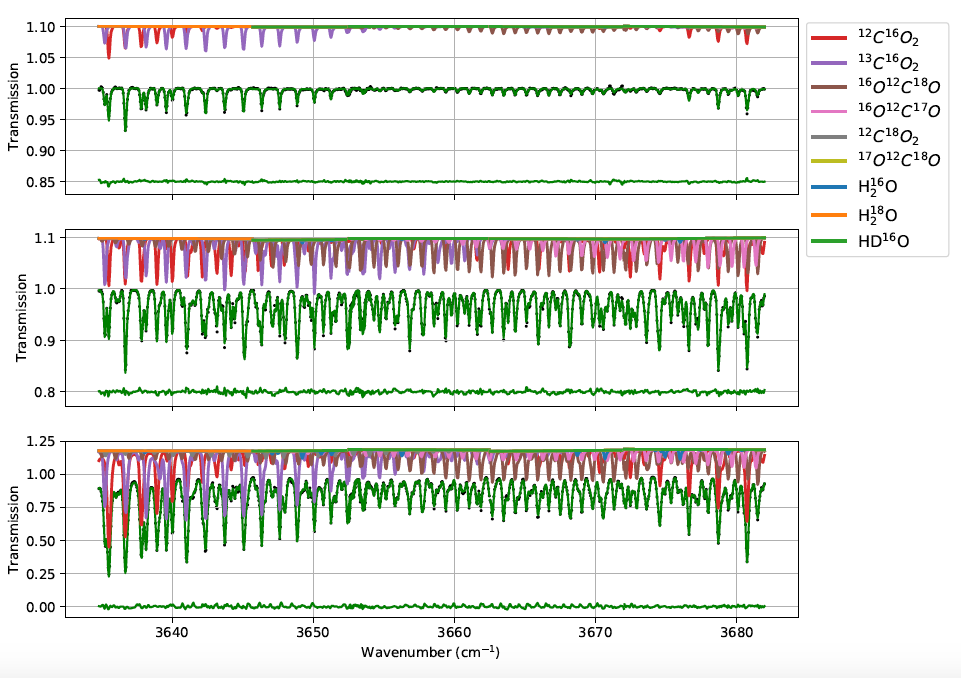 1.10
1.05
1.00
0.95
0.90
0.85
Transmission
1.1
1.0
0.9
0.8
Transmission
1.25
1.00
0.75
0.50
0.25
0.00
Transmission
3640 3650 3660 3670 3680
Wavenumber (cm⁻¹)
¹²C¹⁶O₂
¹³C¹⁶O₂
¹⁶O¹²C¹⁸O
¹⁶O¹²C¹⁷O
¹²C¹⁸O₂
¹⁷O¹²C¹⁸O
H₂¹⁶O
H₂¹⁸O
HD¹⁶O